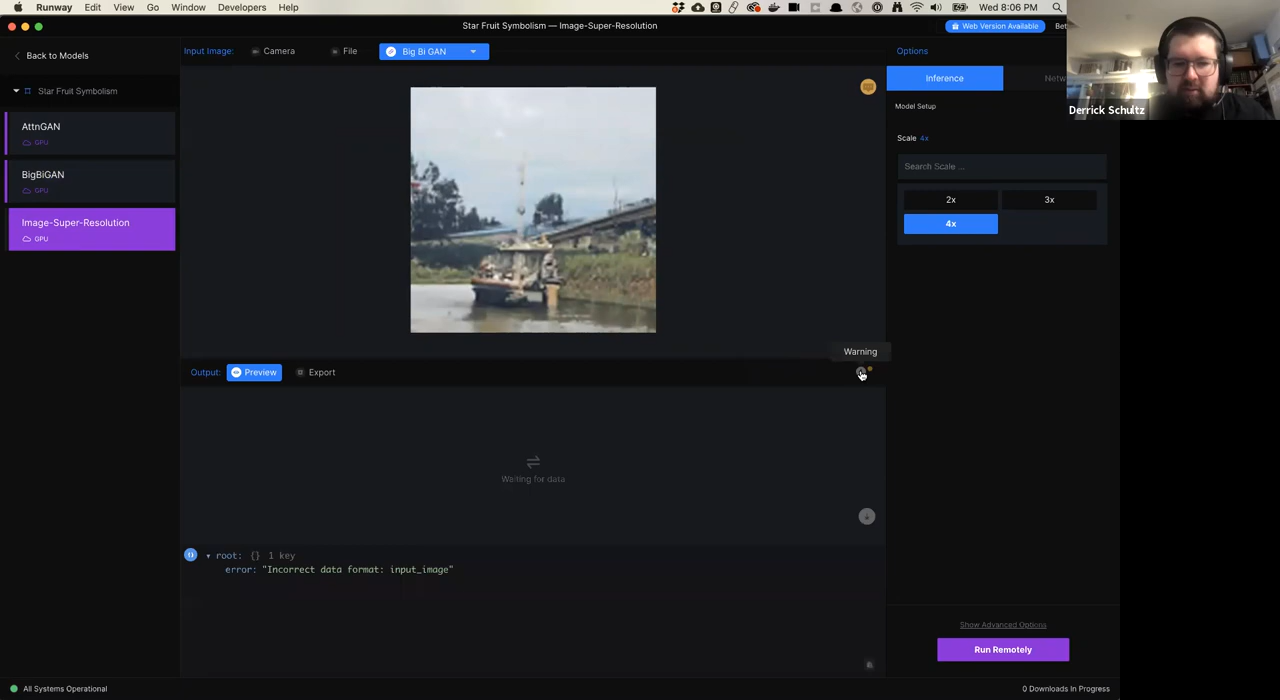 Runway Edit View Go Window Developers Help
Wed 8:06 PM
Star Fruit Symbolism — Image-Super-Resolution
Web Version Available
Back to Models
Input Image: Camera File Big Bi GAN
Options
Inference
Star Fruit Symbolism
Model Setup
Derrick Schultz
AttnGAN
GPU
Scale 4x
Search Scale ...
BigBiGAN
GPU
2x 3x
Image-Super-Resolution
4x
GPU
Warning
Output: Preview Export
Waiting for data
root: {} 1 key
error: "Incorrect data format: input_image"
Show Advanced Options
Run Remotely
All Systems Operational
0 Downloads In Progress